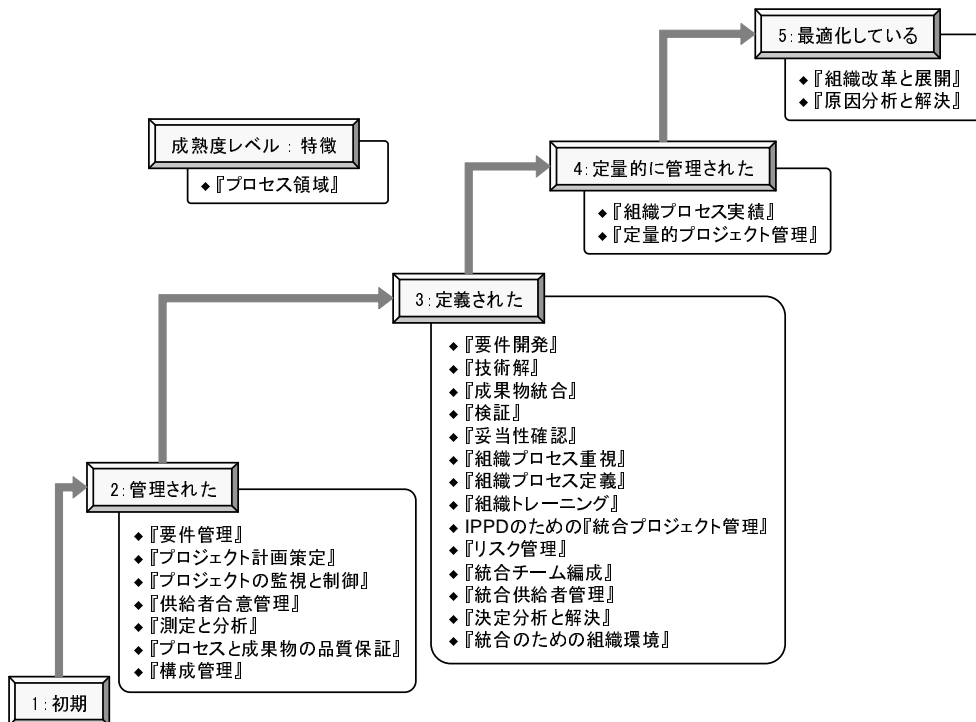 5：最適化している
◆『組織改革と展開』
◆『原因分析と解決』
成熟度レベル：特徴
◆『プロセス領域』
4：定量的に管理された
◆『組織プロセス実績』
◆『定量的プロジェクト管理』
3：定義された
◆『要件開発』
◆『技術解』
◆『成果物統合』
◆『検証』
◆『妥当性確認』
◆『組織プロセス重視』
◆『組織プロセス定義』
◆『組織トレーニング』
◆IPPDのための『統合プロジェクト管理』
◆『リスク管理』
◆『統合チーム編成』
◆『統合供給者管理』
◆『決定分析と解決』
◆『統合のための組織環境』
2：管理された
◆『要件管理』
◆『プロジェクト計画策定』
◆『プロジェクトの監視と制御』
◆『供給者合意管理』
◆『測定と分析』
◆『プロセスと成果物の品質保証』
◆『構成管理』
1：初期